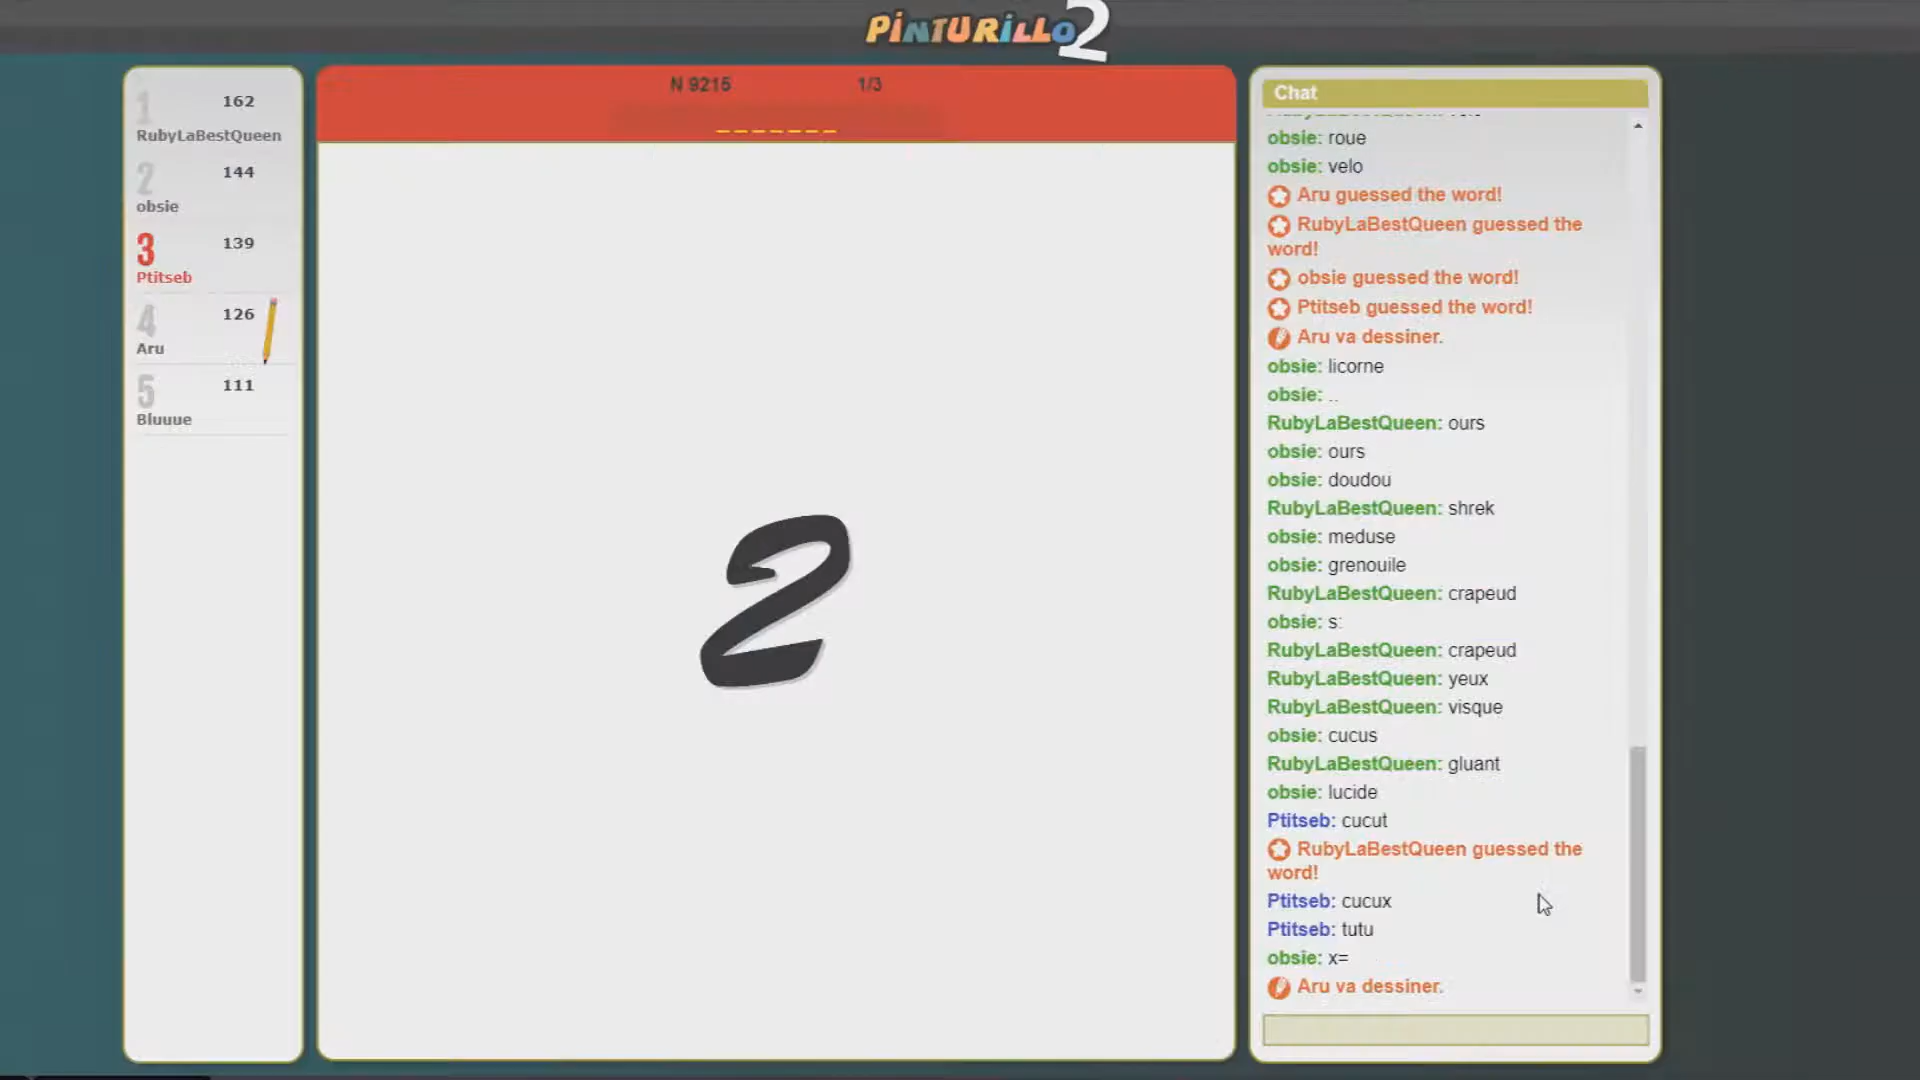 PINTURILLO 2
N 9215 1/3
_ _ _ _ _ _ _
1 162
RubyLaBestQueen
2 144
obsie
3 139
Ptitseb
4 126
Aru
5 111
Bluuue
2
Chat
obsie: roue
obsie: velo
Aru guessed the word!
RubyLaBestQueen guessed the
word!
obsie guessed the word!
Ptitseb guessed the word!
Aru va dessiner.
obsie: licorne
obsie: ..
RubyLaBestQueen: ours
obsie: ours
obsie: doudou
RubyLaBestQueen: shrek
obsie: meduse
obsie: grenouile
RubyLaBestQueen: crapeud
obsie: s:
RubyLaBestQueen: crapeud
RubyLaBestQueen: yeux
RubyLaBestQueen: visque
obsie: cucus
RubyLaBestQueen: gluant
obsie: lucide
Ptitseb: cucut
RubyLaBestQueen guessed the
word!
Ptitseb: cucux
Ptitseb: tutu
obsie: x=
Aru va dessiner.